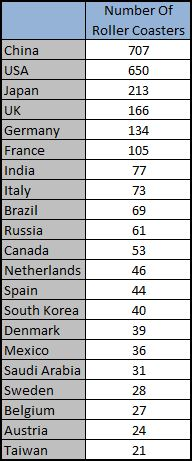 Number Of
Roller Coasters
China 707
USA 650
Japan 213
UK 166
Germany 134
France 105
India 77
Italy 73
Brazil 69
Russia 61
Canada 53
Netherlands 46
Spain 44
South Korea 40
Denmark 39
Mexico 36
Saudi Arabia 31
Sweden 28
Belgium 27
Austria 24
Taiwan 21